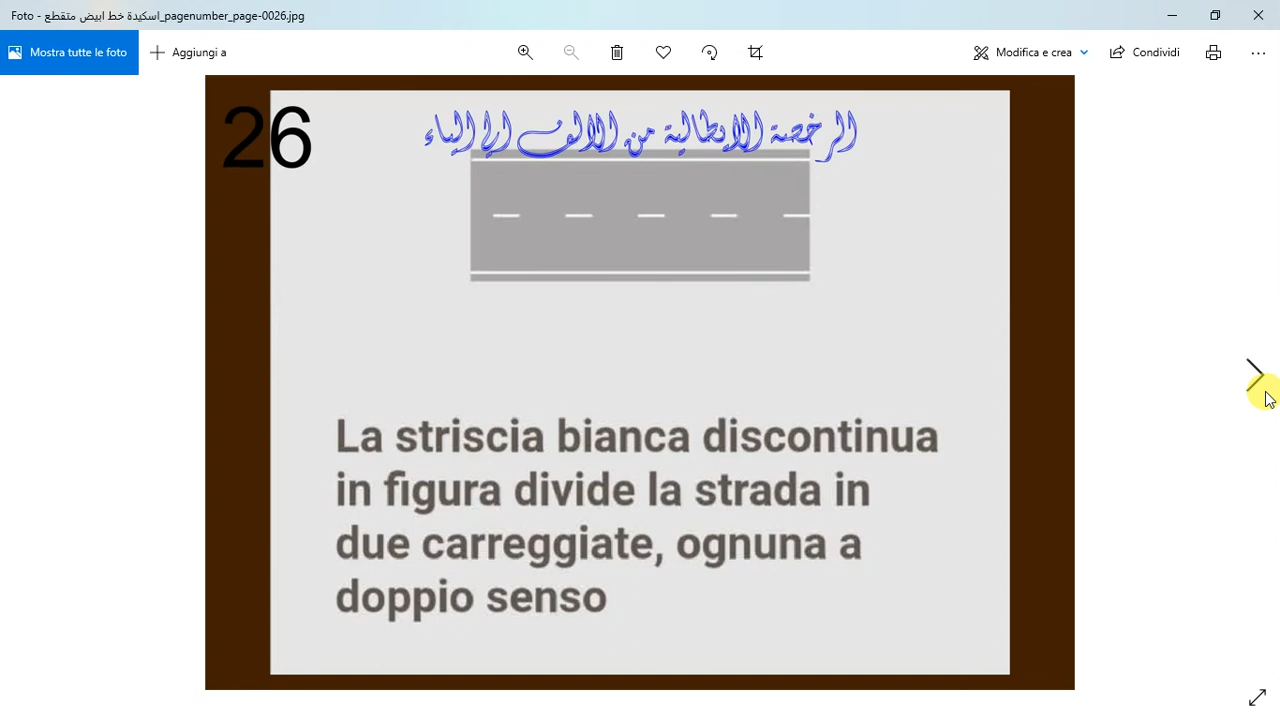 Foto - اسكيدة خط ابيض متقطع_pagenumber_page-0026.jpg
Mostra tutte le foto
Aggiungi a
Modifica e crea
Condividi
26
الرخصة الايطالية من الالف الى الياء
La striscia bianca discontinua
in figura divide la strada in
due carreggiate, ognuna a
doppio senso